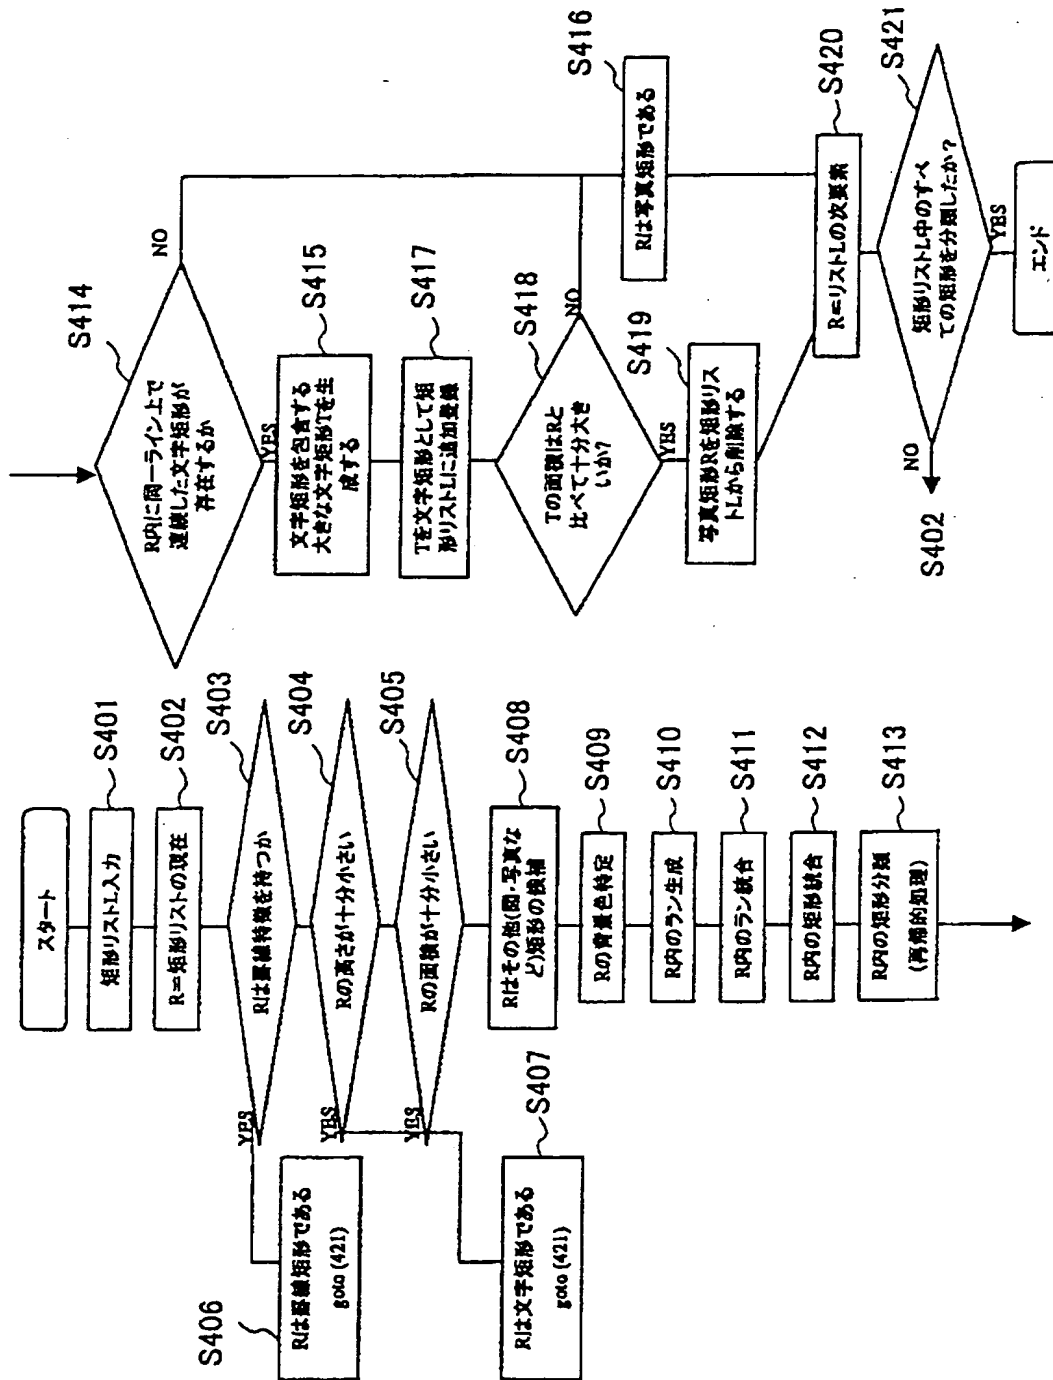 スタート
矩形リストL入力
S401
R=矩形リストの現在
S402
Rは罫線特徴を持つか
S403
YES
Rの高さが十分小さい
S404
YES
Rの面積が十分小さい
S405
YES
Rは罫線矩形である
goto(421)
S406
Rは文字矩形である
goto(421)
S407
Rはその他(図・写真な
ど)矩形の候補
S408
Rの背景色特定
S409
R内のラン生成
S410
R内のラン統合
S411
R内の矩形統合
S412
R内の矩形分類
(再帰的処理)
S413
R内に同一ライン上で
連続した文字矩形が
存在するか
S414
NO
YES
文字矩形を包含する
大きな文字矩形Tを生
成する
S415
Rは写真矩形である
S416
Tを文字矩形として矩
形リストLに追加登録
S417
Tの面積はRと
比べて十分大き
いか?
S418
NO
YES
写真矩形Rを矩形リス
トLから削除する
S419
R=リストLの次要素
S420
矩形リストL中のすべ
ての矩形を分類したか?
S421
NO
S402
YES
エンド